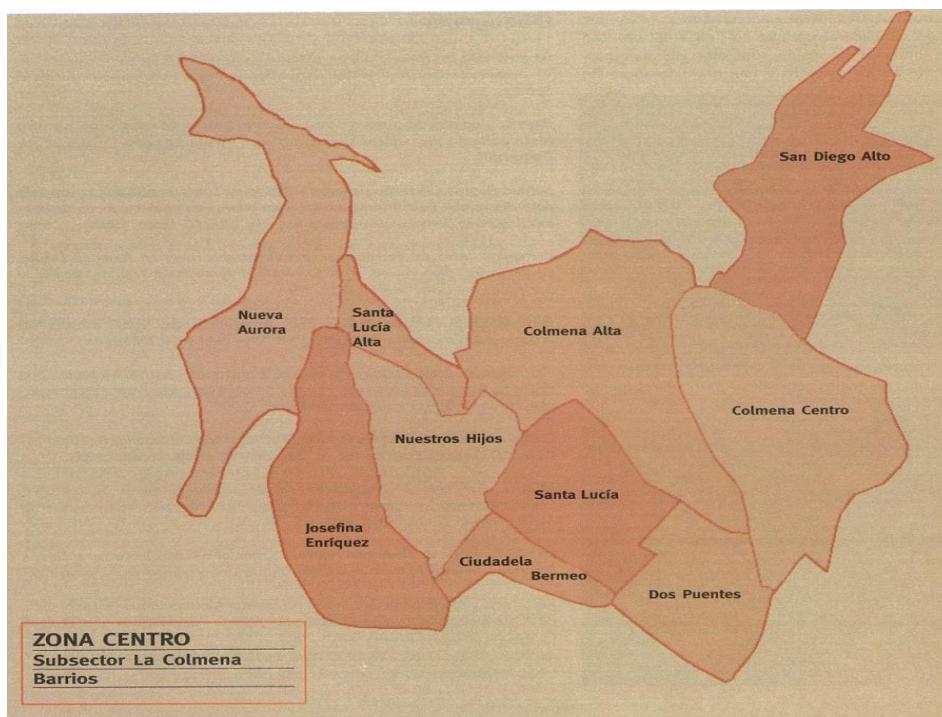 San Diego Alto
Nueva
Aurora
Santa
Lucía
Alta
Colmena Alta
Colmena Centro
Nuestros Hijos
Santa Lucía
Josefina
Enríquez
Ciudadela
Bermeo
Dos Puentes
ZONA CENTRO
Subsector La Colmena
Barrios